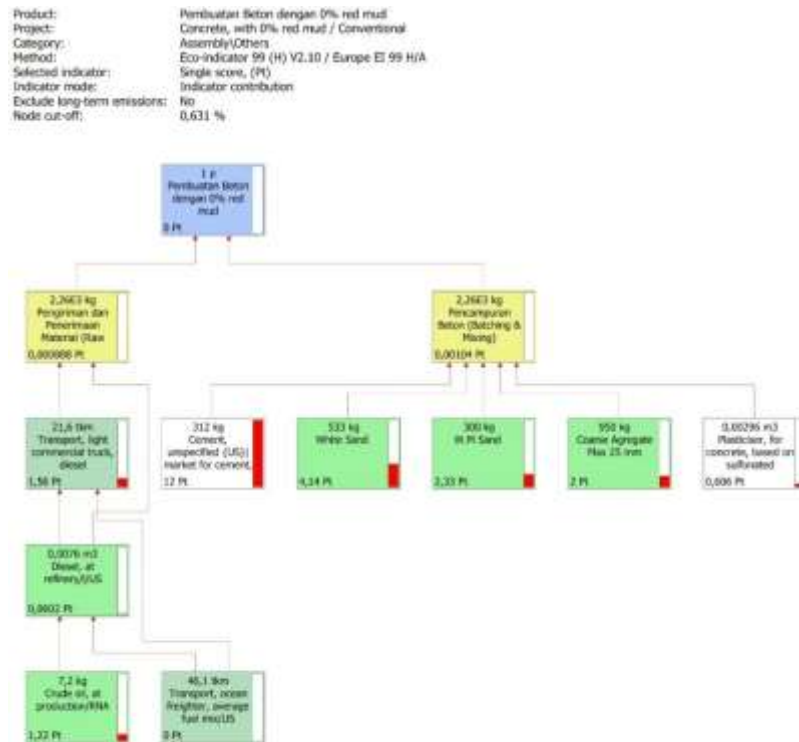 Product: Pembuatan Beton dengan 0% red mud
Project: Concrete, with 0% red mud / Conventional
Category: Assembly\Others
Method: Eco-indicator 99 (H) V2.10 / Europe EI 99 H/A
Selected indicator: Single score, (Pt)
Indicator mode: Indicator contribution
Exclude long-term emissions: No
Node cut-off: 0,631 %
1 p
Pembuatan Beton
dengan 0% red
mud
0 Pt
2,26E3 kg
Pengiriman dan
Penerimaan
Material (Raw
0,000888 Pt
2,26E3 kg
Pencampuran
Beton (Batching &
Mixing)
0,00104 Pt
21,6 tkm
Transport, light
commercial truck,
diesel
1,56 Pt
312 kg
Cement,
unspecified {US}|
market for cement,
12 Pt
533 kg
White Sand
4,14 Pt
300 kg
Sand
2,33 Pt
950 kg
Coarse Agregate
Max 25 mm
2 Pt
0,00296 m3
Plasticiser, for
concrete, based on
sulfonated
0,606 Pt
0,0076 m3
Diesel, at
refinery/l/US
0,0602 Pt
7,2 kg
Crude oil, at
production/RNA
1,22 Pt
46,1 tkm
Transport, ocean
freighter, average
fuel mix/US
0 Pt